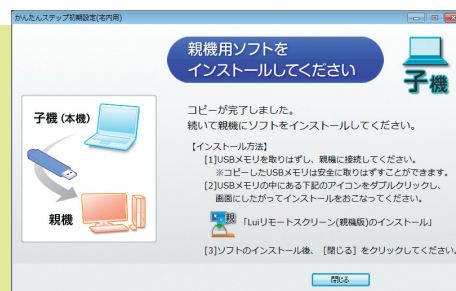 かんたんステップ初期設定(宅内用)
親機用ソフトを
インストールしてください
子機
子機(本機)
親機
コピーが完了しました。
続いて親機にソフトをインストールしてください。
【インストール方法】
[1]USBメモリを取りはずし、親機に接続してください。
※コピーしたUSBメモリは安全に取りはずすことができます。
[2]USBメモリの中にある下記のアイコンをダブルクリックし、
画面にしたがってインストールをおこなってください。
親
「Luiリモートスクリーン(親機版)のインストール」
[3]ソフトのインストール後、[閉じる]をクリックしてください。
閉じる